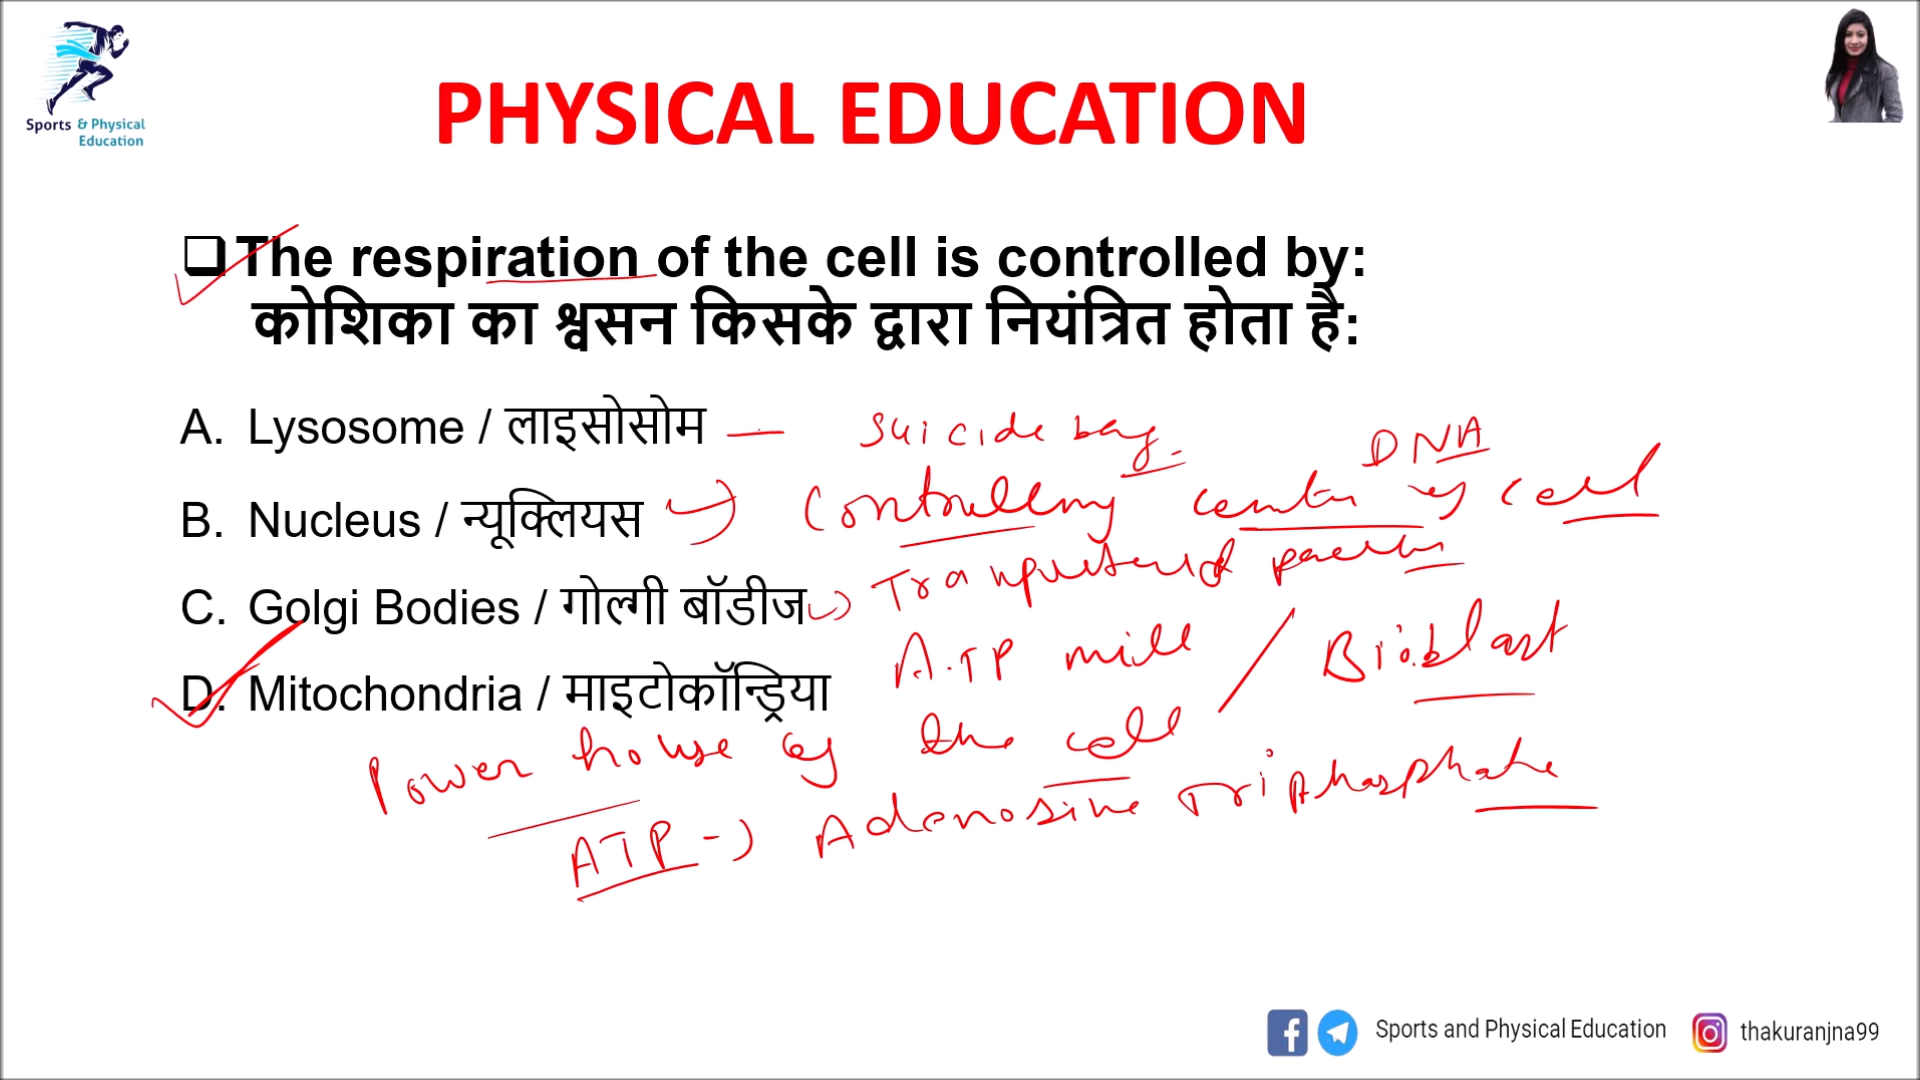 Sports & Physical
Education
PHYSICAL EDUCATION
The respiration of the cell is controlled by:
कोशिका का श्वसन किसके द्वारा नियंत्रित होता है:
A. Lysosome / लाइसोसोम – Suicide bag
DNA
B. Nucleus / न्यूक्लियस → Controlling center of cell
C. Golgi Bodies / गोल्गी बॉडीज → of
A.TP mill / Bioblast
D. Mitochondria / माइटोकॉन्ड्रिया
Power house of the cell
ATP → Adenosine Triphosphate
Sports and Physical Education thakuranjna99